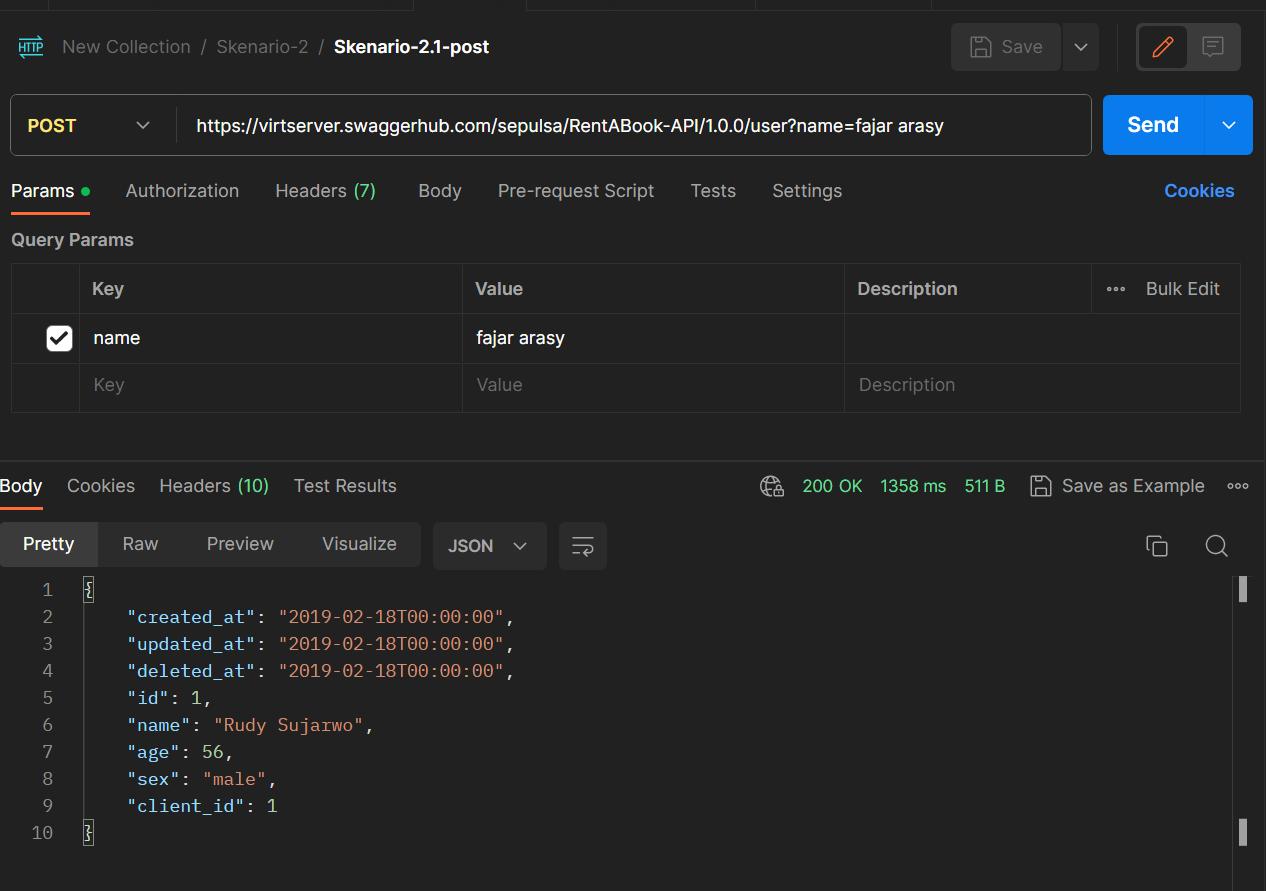 HTTP New Collection / Skenario-2 / Skenario-2.1-post Save
POST https://virtserver.swaggerhub.com/sepulsa/RentABook-API/1.0.0/user?name=fajar arasy Send
Params Authorization Headers (7) Body Pre-request Script Tests Settings Cookies
Query Params
Key Value Description Bulk Edit
name fajar arasy
Key Value Description
Body Cookies Headers (10) Test Results 200 OK 1358 ms 511 B Save as Example
Pretty Raw Preview Visualize JSON
1 {
2 "created_at": "2019-02-18T00:00:00",
3 "updated_at": "2019-02-18T00:00:00",
4 "deleted_at": "2019-02-18T00:00:00",
5 "id": 1,
6 "name": "Rudy Sujarwo",
7 "age": 56,
8 "sex": "male",
9 "client_id": 1
10 }